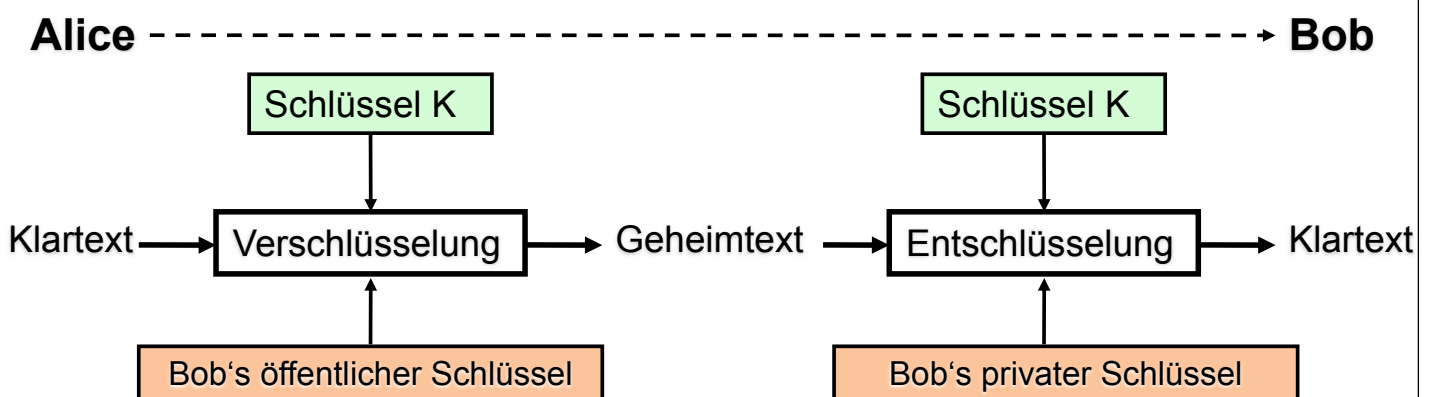 Alice Bob
Schlüssel K Schlüssel K
Klartext Verschlüsselung Geheimtext Entschlüsselung Klartext
Bob‘s öffentlicher Schlüssel Bob‘s privater Schlüssel